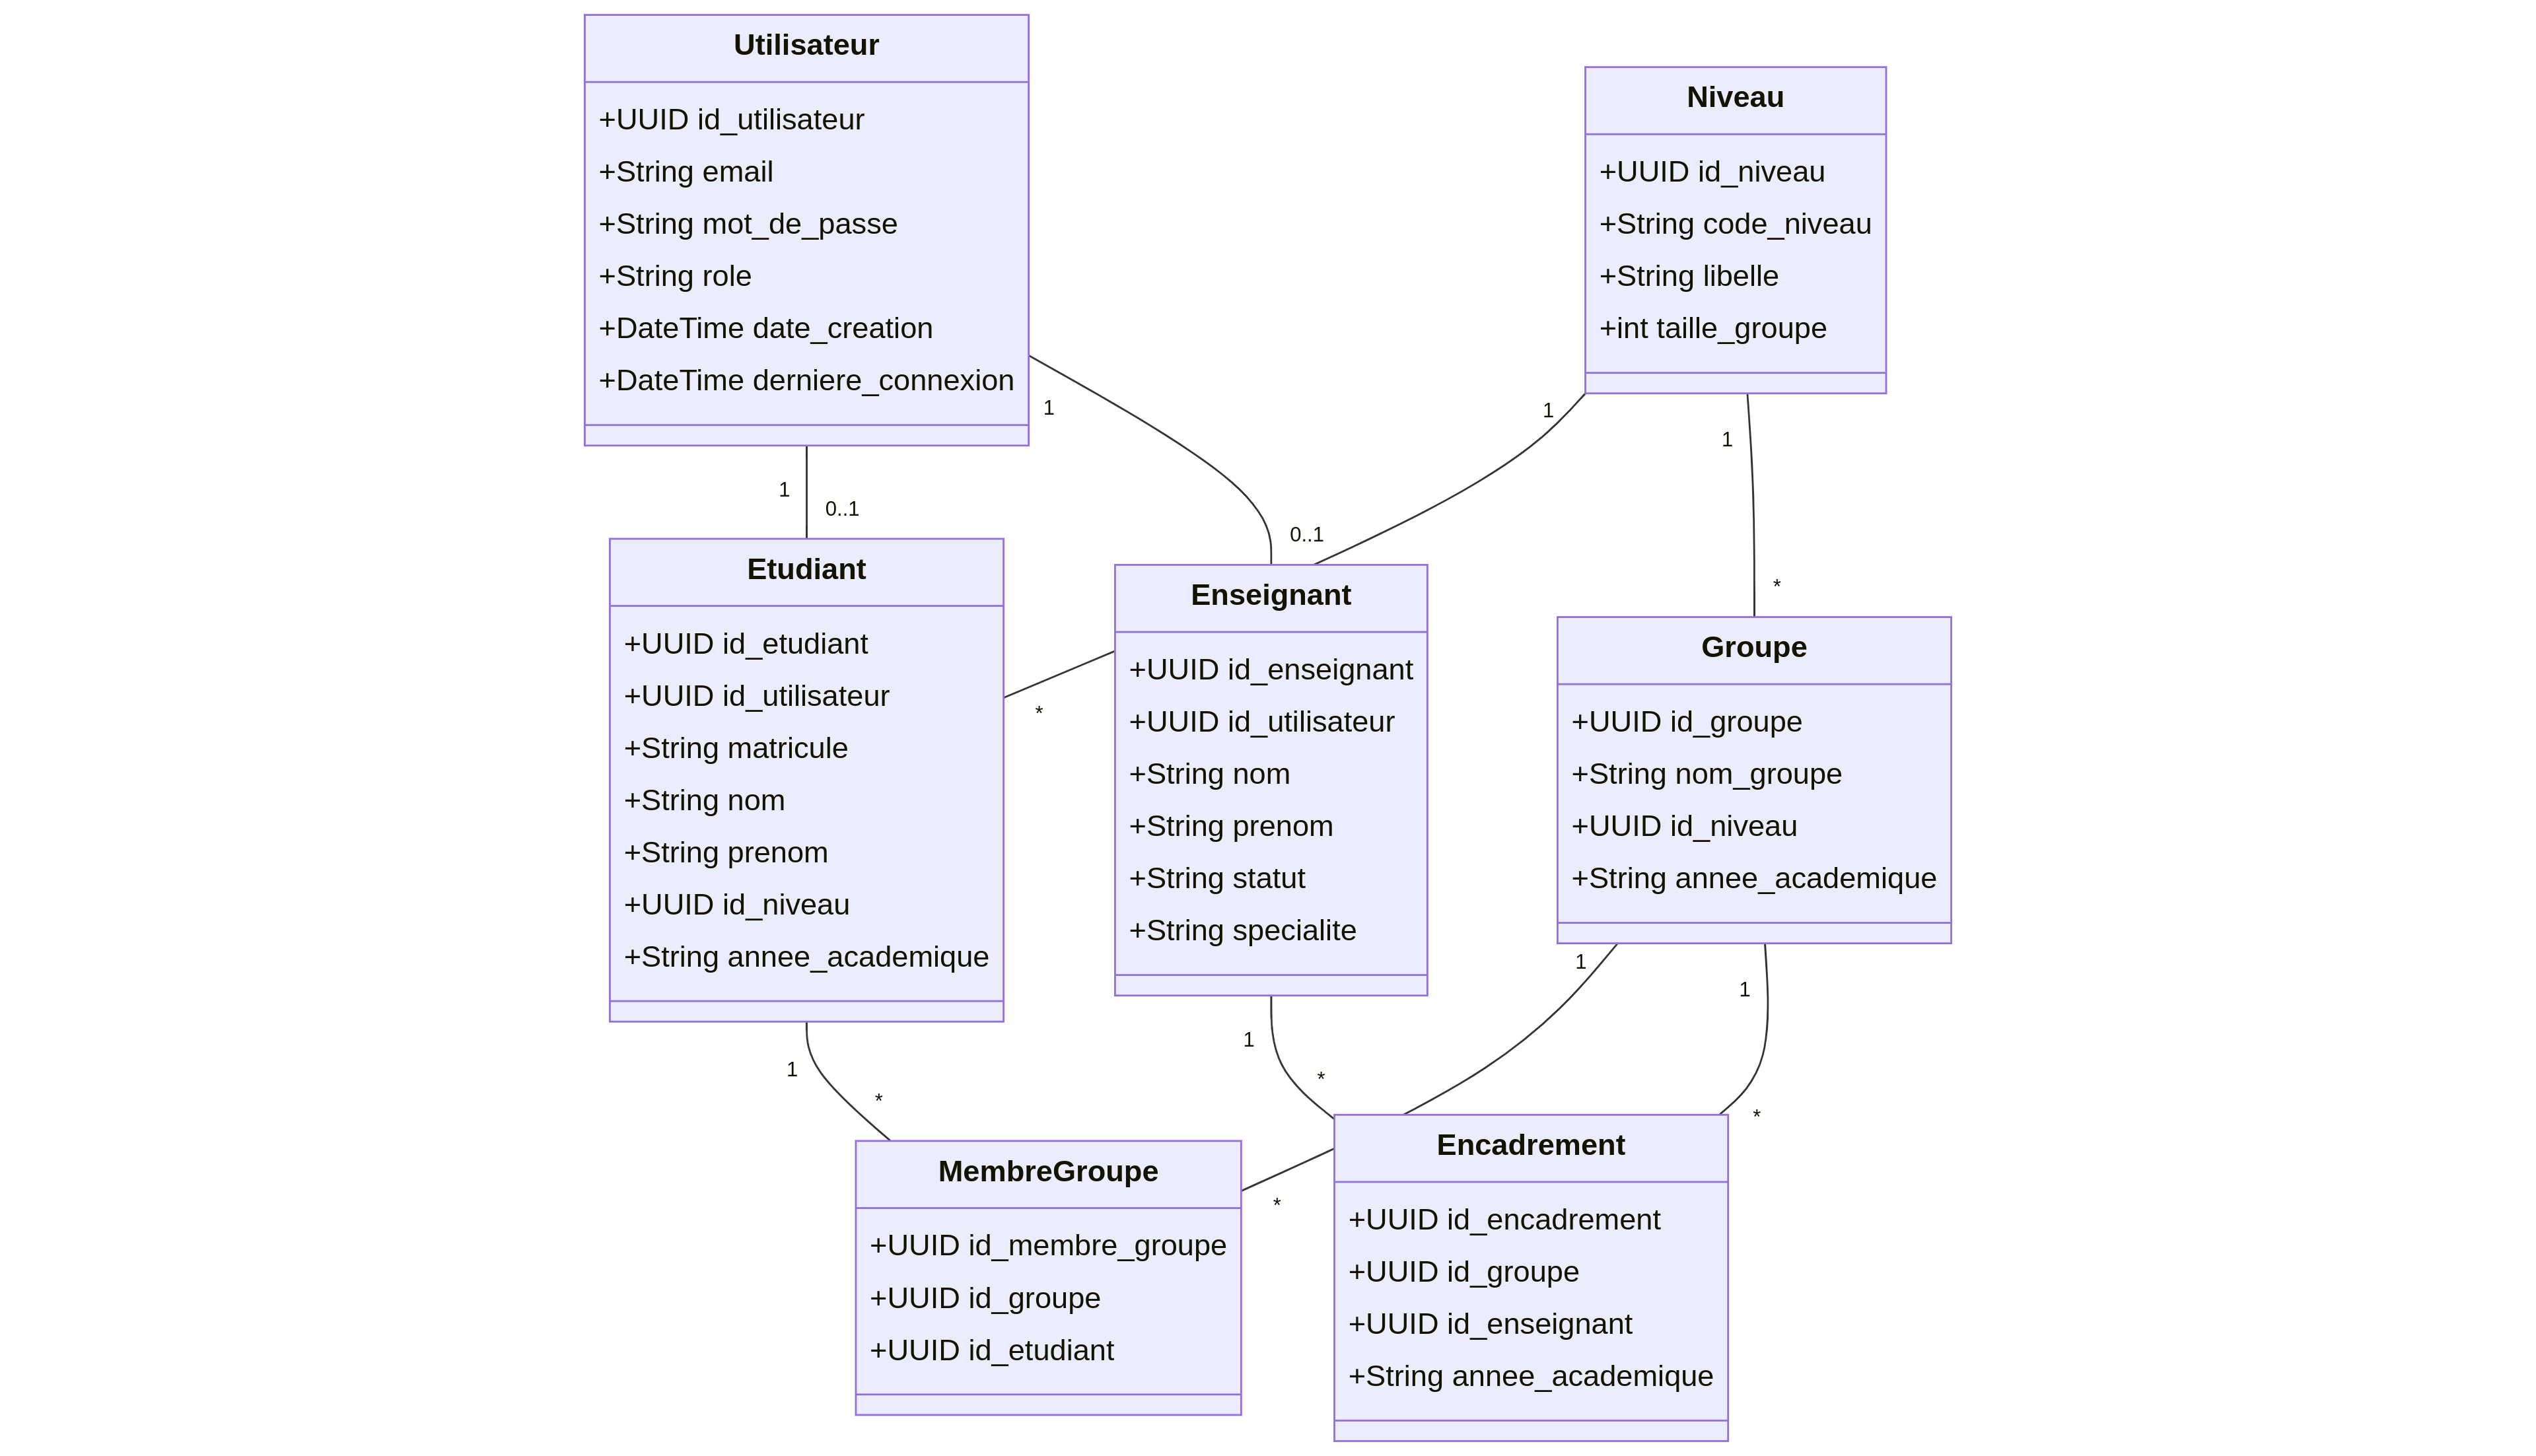 Utilisateur
+UUID id_utilisateur
+String email
+String mot_de_passe
+String role
+DateTime date_creation
+DateTime derniere_connexion
Niveau
+UUID id_niveau
+String code_niveau
+String libelle
+int taille_groupe
1
1
1
1
0..1
0..1
*
Etudiant
+UUID id_etudiant
+UUID id_utilisateur
+String matricule
+String nom
+String prenom
+UUID id_niveau
+String annee_academique
*
Enseignant
+UUID id_enseignant
+UUID id_utilisateur
+String nom
+String prenom
+String statut
+String specialite
Groupe
+UUID id_groupe
+String nom_groupe
+UUID id_niveau
+String annee_academique
1
*
1
*
1
1
*
*
MembreGroupe
+UUID id_membre_groupe
+UUID id_groupe
+UUID id_etudiant
Encadrement
+UUID id_encadrement
+UUID id_groupe
+UUID id_enseignant
+String annee_academique